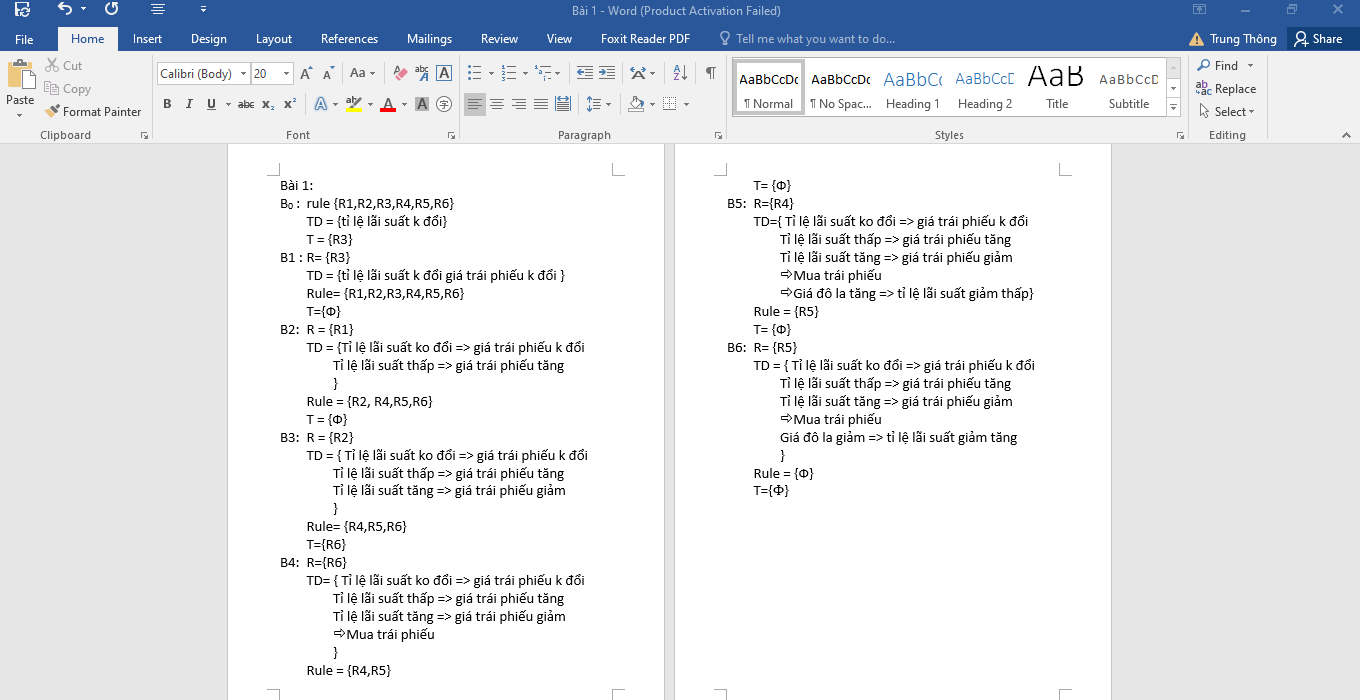 Bài 1 - Word (Product Activation Failed)
File Home Insert Design Layout References Mailings Review View Foxit Reader PDF Tell me what you want to do... Trung Thông Share
Cut
Copy
Format Painter
Paste
Clipboard
Calibri (Body) 20
Font
Paragraph
AaBbCcDc AaBbCcDc AaBbCc AaBbCcD AaB AaBbCcD
¶ Normal ¶ No Spac... Heading 1 Heading 2 Title Subtitle
Styles
Find
Replace
Select
Editing
Bài 1:
B₀ : rule {R1,R2,R3,R4,R5,R6}
TD = {tỉ lệ lãi suất k đổi}
T = {R3}
B1 : R= {R3}
TD = {tỉ lệ lãi suất k đổi giá trái phiếu k đổi }
Rule= {R1,R2,R3,R4,R5,R6}
T={Φ}
B2: R = {R1}
TD = {Tỉ lệ lãi suất ko đổi => giá trái phiếu k đổi
Tỉ lệ lãi suất thấp => giá trái phiếu tăng
}
Rule = {R2, R4,R5,R6}
T = {Φ}
B3: R = {R2}
TD = { Tỉ lệ lãi suất ko đổi => giá trái phiếu k đổi
Tỉ lệ lãi suất thấp => giá trái phiếu tăng
Tỉ lệ lãi suất tăng => giá trái phiếu giảm
}
Rule= {R4,R5,R6}
T={R6}
B4: R={R6}
TD= { Tỉ lệ lãi suất ko đổi => giá trái phiếu k đổi
Tỉ lệ lãi suất thấp => giá trái phiếu tăng
Tỉ lệ lãi suất tăng => giá trái phiếu giảm
⇨Mua trái phiếu
}
Rule = {R4,R5}
T= {Φ}
B5: R={R4}
TD={ Tỉ lệ lãi suất ko đổi => giá trái phiếu k đổi
Tỉ lệ lãi suất thấp => giá trái phiếu tăng
Tỉ lệ lãi suất tăng => giá trái phiếu giảm
⇨Mua trái phiếu
⇨Giá đô la tăng => tỉ lệ lãi suất giảm thấp}
Rule = {R5}
T= {Φ}
B6: R= {R5}
TD = { Tỉ lệ lãi suất ko đổi => giá trái phiếu k đổi
Tỉ lệ lãi suất thấp => giá trái phiếu tăng
Tỉ lệ lãi suất tăng => giá trái phiếu giảm
⇨Mua trái phiếu
Giá đô la giảm => tỉ lệ lãi suất giảm tăng
}
Rule = {Φ}
T={Φ}